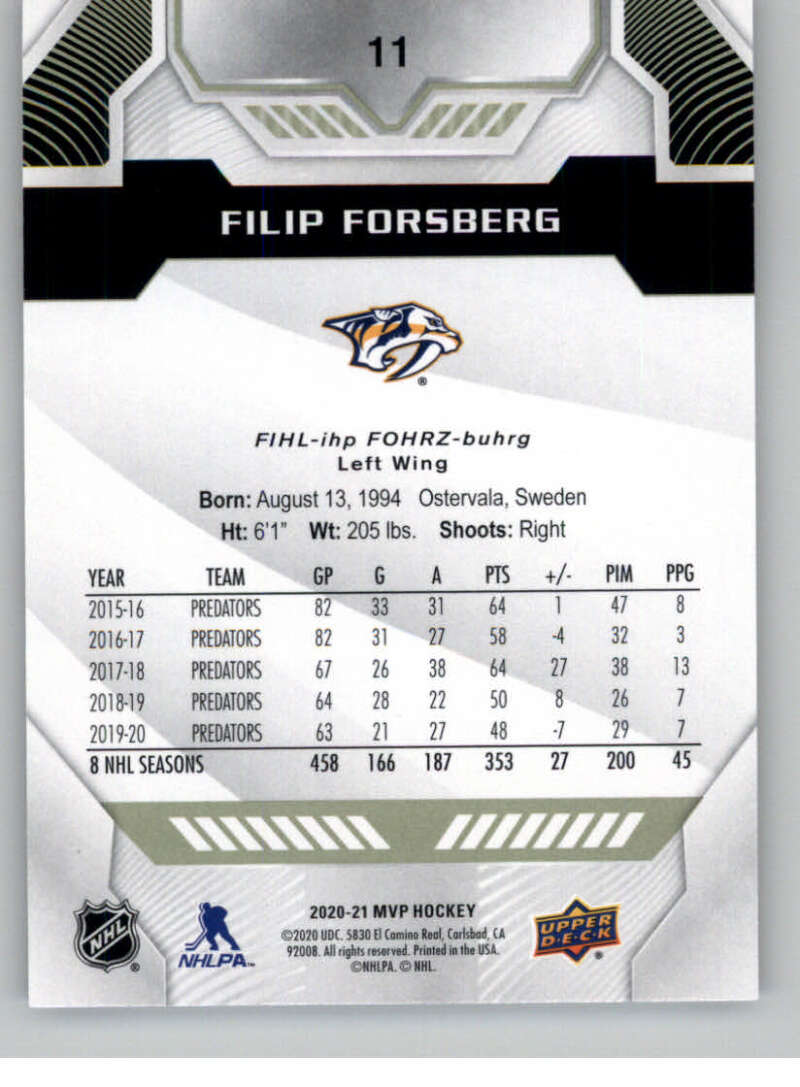 11
FILIP FORSBERG
®
FIHL-ihp FOHRZ-buhrg
Left Wing
Born: August 13, 1994 Ostervala, Sweden
Ht: 6'1" Wt: 205 lbs. Shoots: Right
YEAR TEAM GP G A PTS +/- PIM PPG
2015-16 PREDATORS 82 33 31 64 1 47 8
2016-17 PREDATORS 82 31 27 58 -4 32 3
2017-18 PREDATORS 67 26 38 64 27 38 13
2018-19 PREDATORS 64 28 22 50 8 26 7
2019-20 PREDATORS 63 21 27 48 -7 29 7
8 NHL SEASONS 458 166 187 353 27 200 45
NHL ®
NHLPA™
2020-21 MVP HOCKEY
©2020 UDC. 5830 El Camino Real, Carlsbad, CA
92008. All rights reserved. Printed in the USA.
©NHLPA. © NHL.
UPPER
D·E·C·K ®